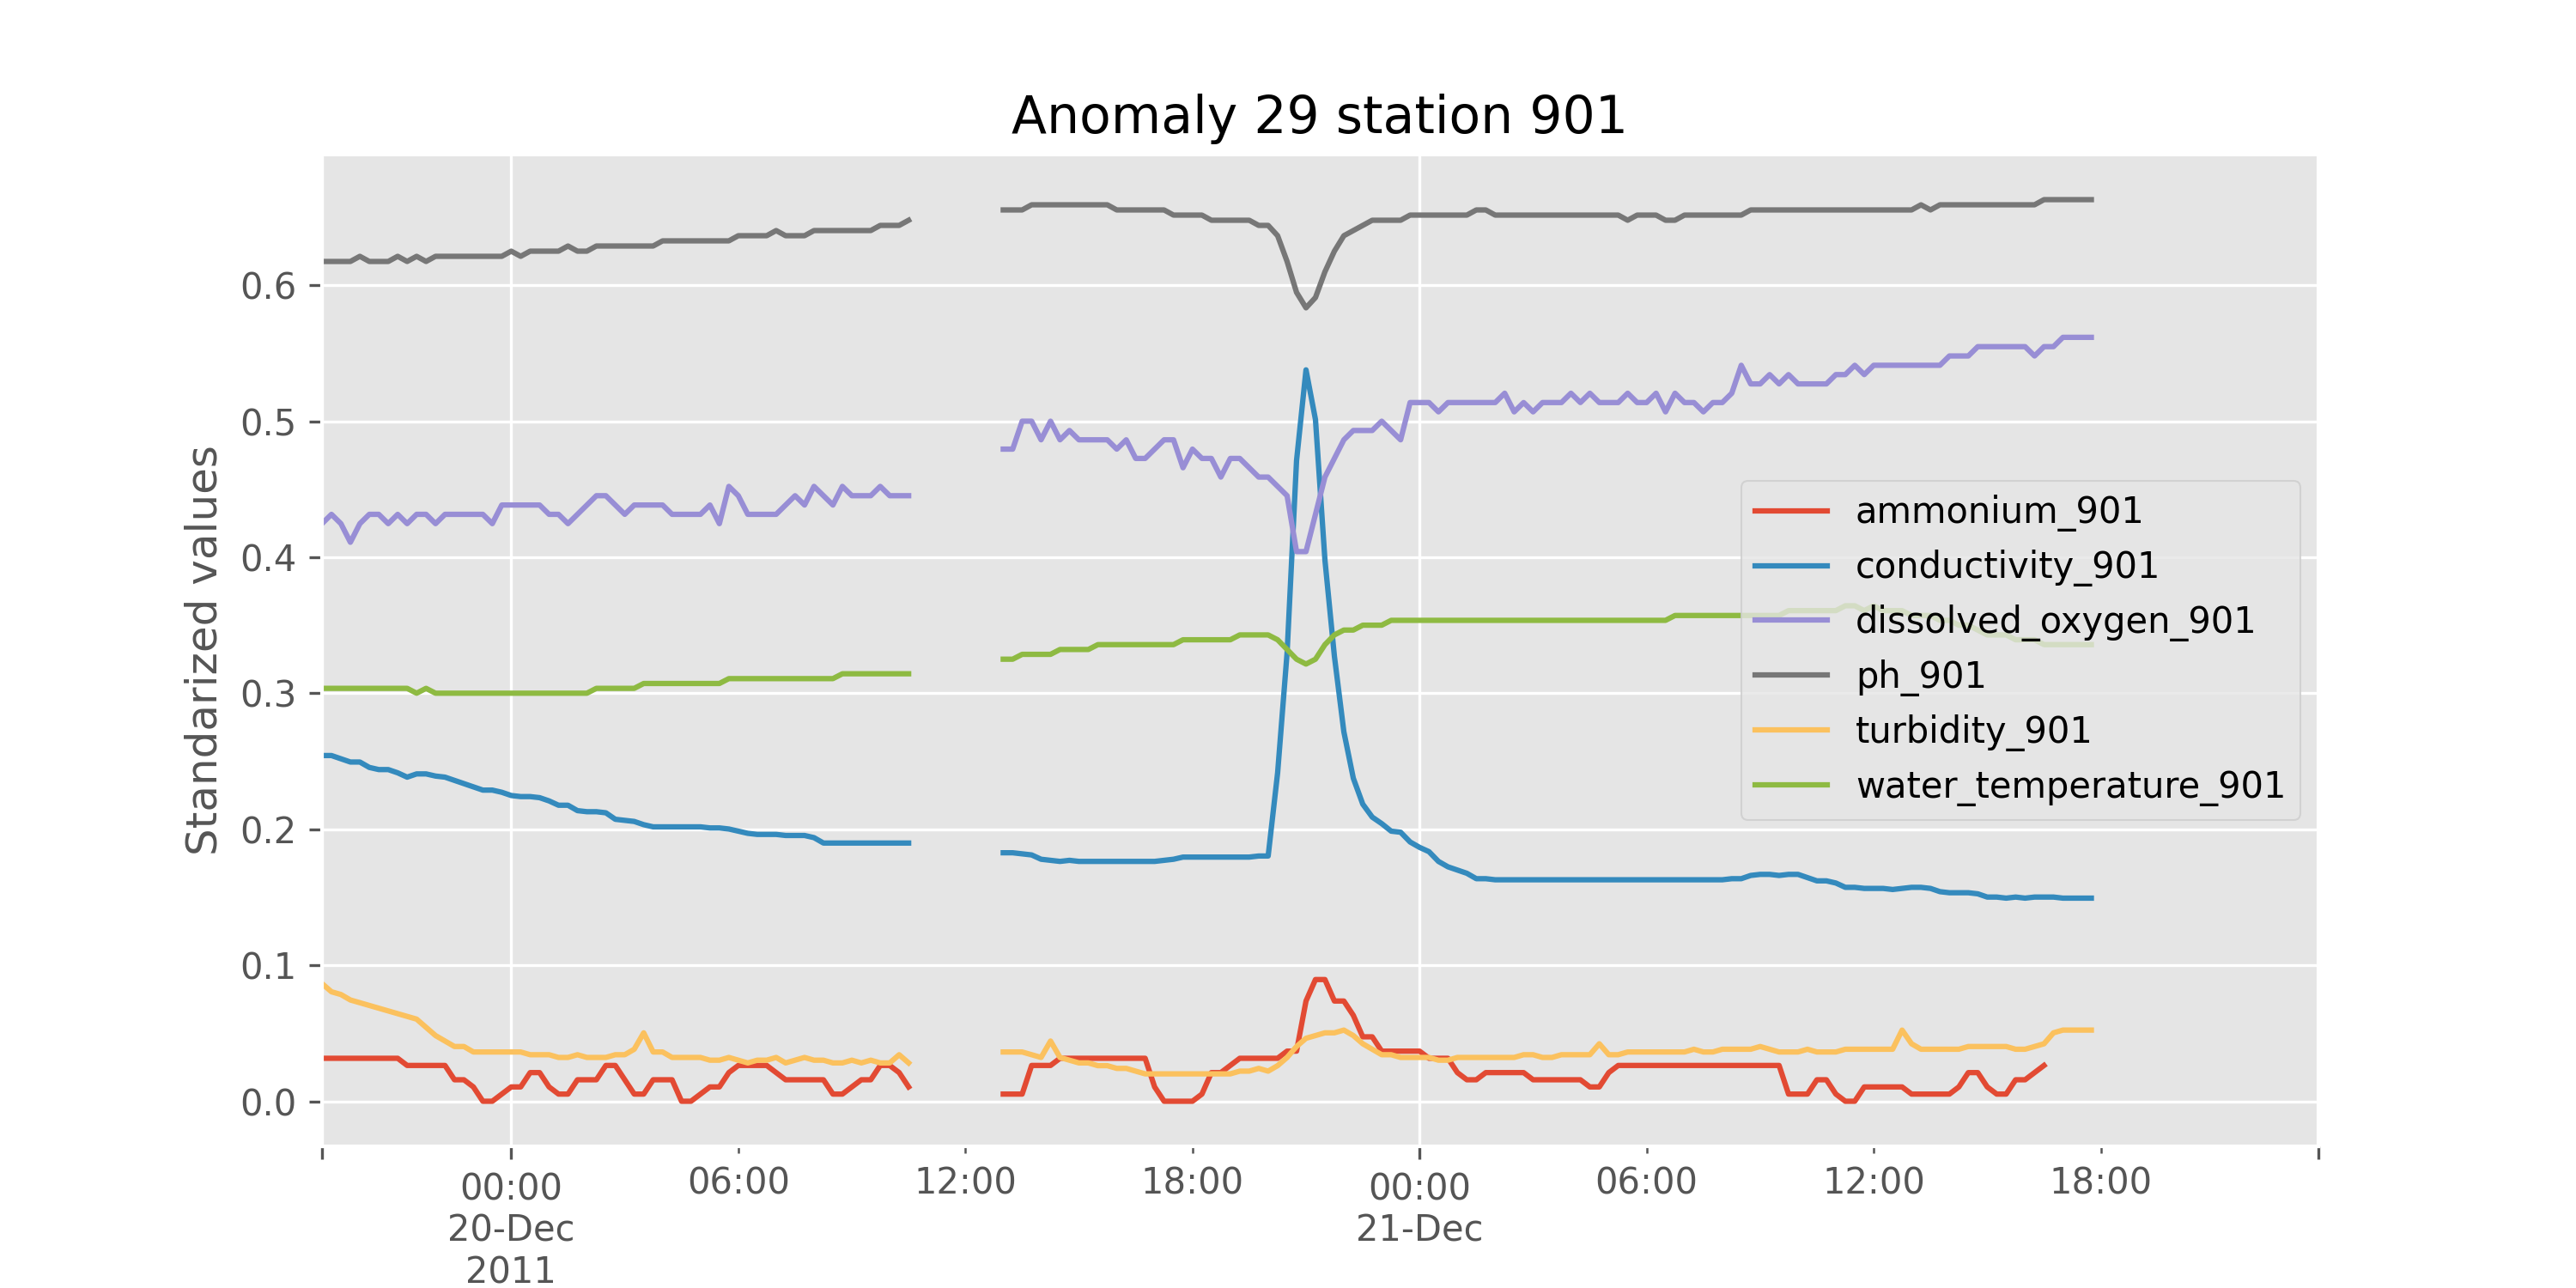 Anomaly 29 station 901
Standarized values
0.6
0.5
0.4
0.3
0.2
0.1
0.0
ammonium_901
conductivity_901
dissolved_oxygen_901
ph_901
turbidity_901
water_temperature_901
00:00
06:00
12:00
18:00
00:00
06:00
12:00
18:00
20-Dec
21-Dec
2011